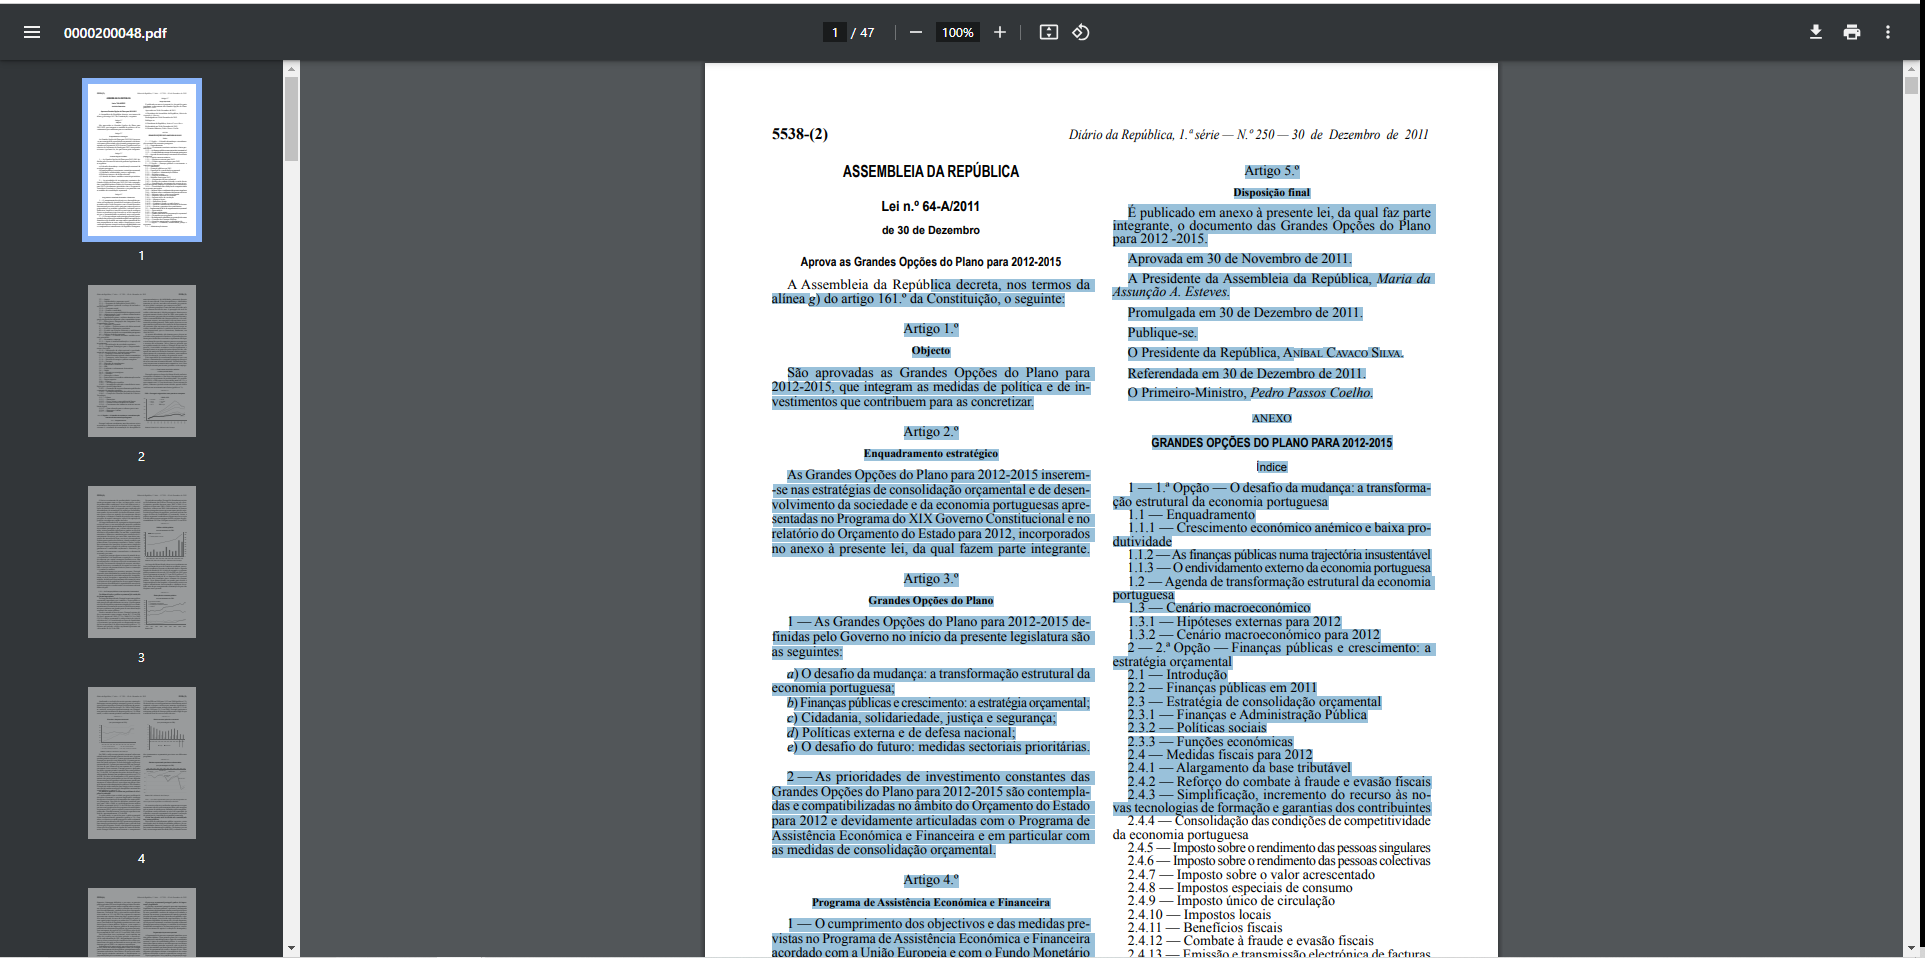 0000200048.pdf
1 / 47
100%
1
2
3
4
5538-(2)
Diário da República, 1.ª série — N.º 250 — 30 de Dezembro de 2011
ASSEMBLEIA DA REPÚBLICA
Lei n.º 64-A/2011
de 30 de Dezembro
Aprova as Grandes Opções do Plano para 2012-2015
A Assembleia da República decreta, nos termos da
alínea g) do artigo 161.º da Constituição, o seguinte:
Artigo 1.º
Objecto
São aprovadas as Grandes Opções do Plano para
2012-2015, que integram as medidas de política e de in-
vestimentos que contribuem para as concretizar.
Artigo 2.º
Enquadramento estratégico
As Grandes Opções do Plano para 2012-2015 inserem-
-se nas estratégias de consolidação orçamental e de desen-
volvimento da sociedade e da economia portuguesas apre-
sentadas no Programa do XIX Governo Constitucional e no
relatório do Orçamento do Estado para 2012, incorporados
no anexo à presente lei, da qual fazem parte integrante.
Artigo 3.º
Grandes Opções do Plano
1 — As Grandes Opções do Plano para 2012-2015 de-
finidas pelo Governo no início da presente legislatura são
as seguintes:
a) O desafio da mudança: a transformação estrutural da
economia portuguesa;
b) Finanças públicas e crescimento: a estratégia orçamental;
c) Cidadania, solidariedade, justiça e segurança;
d) Políticas externa e de defesa nacional;
e) O desafio do futuro: medidas sectoriais prioritárias.
2 — As prioridades de investimento constantes das
Grandes Opções do Plano para 2012-2015 são contempla-
das e compatibilizadas no âmbito do Orçamento do Estado
para 2012 e devidamente articuladas com o Programa de
Assistência Económica e Financeira e em particular com
as medidas de consolidação orçamental.
Artigo 4.º
Programa de Assistência Económica e Financeira
1 — O cumprimento dos objectivos e das medidas pre-
vistas no Programa de Assistência Económica e Financeira
acordado com a União Europeia e com o Fundo Monetário
Artigo 5.º
Disposição final
É publicado em anexo à presente lei, da qual faz parte
integrante, o documento das Grandes Opções do Plano
para 2012 -2015.
Aprovada em 30 de Novembro de 2011.
A Presidente da Assembleia da República, Maria da
Assunção A. Esteves.
Promulgada em 30 de Dezembro de 2011.
Publique-se.
O Presidente da República, ANÍBAL CAVACO SILVA.
Referendada em 30 de Dezembro de 2011.
O Primeiro-Ministro, Pedro Passos Coelho.
ANEXO
GRANDES OPÇÕES DO PLANO PARA 2012-2015
Índice
1 — 1.ª Opção — O desafio da mudança: a transforma-
ção estrutural da economia portuguesa
1.1 — Enquadramento
1.1.1 — Crescimento económico anémico e baixa pro-
dutividade
1.1.2 — As finanças públicas numa trajectória insustentável
1.1.3 — O endividamento externo da economia portuguesa
1.2 — Agenda de transformação estrutural da economia
portuguesa
1.3 — Cenário macroeconómico
1.3.1 — Hipóteses externas para 2012
1.3.2 — Cenário macroeconómico para 2012
2 — 2.ª Opção — Finanças públicas e crescimento: a
estratégia orçamental
2.1 — Introdução
2.2 — Finanças públicas em 2011
2.3 — Estratégia de consolidação orçamental
2.3.1 — Finanças e Administração Pública
2.3.2 — Políticas sociais
2.3.3 — Funções económicas
2.4 — Medidas fiscais para 2012
2.4.1 — Alargamento da base tributável
2.4.2 — Reforço do combate à fraude e evasão fiscais
2.4.3 — Simplificação, incremento do recurso às no-
vas tecnologias de formação e garantias dos contribuintes
2.4.4 — Consolidação das condições de competitividade
da economia portuguesa
2.4.5 — Imposto sobre o rendimento das pessoas singulares
2.4.6 — Imposto sobre o rendimento das pessoas colectivas
2.4.7 — Imposto sobre o valor acrescentado
2.4.8 — Impostos especiais de consumo
2.4.9 — Imposto único de circulação
2.4.10 — Impostos locais
2.4.11 — Benefícios fiscais
2.4.12 — Combate à fraude e evasão fiscais
2.4.13 — Emissão e transmissão electrónica de facturas